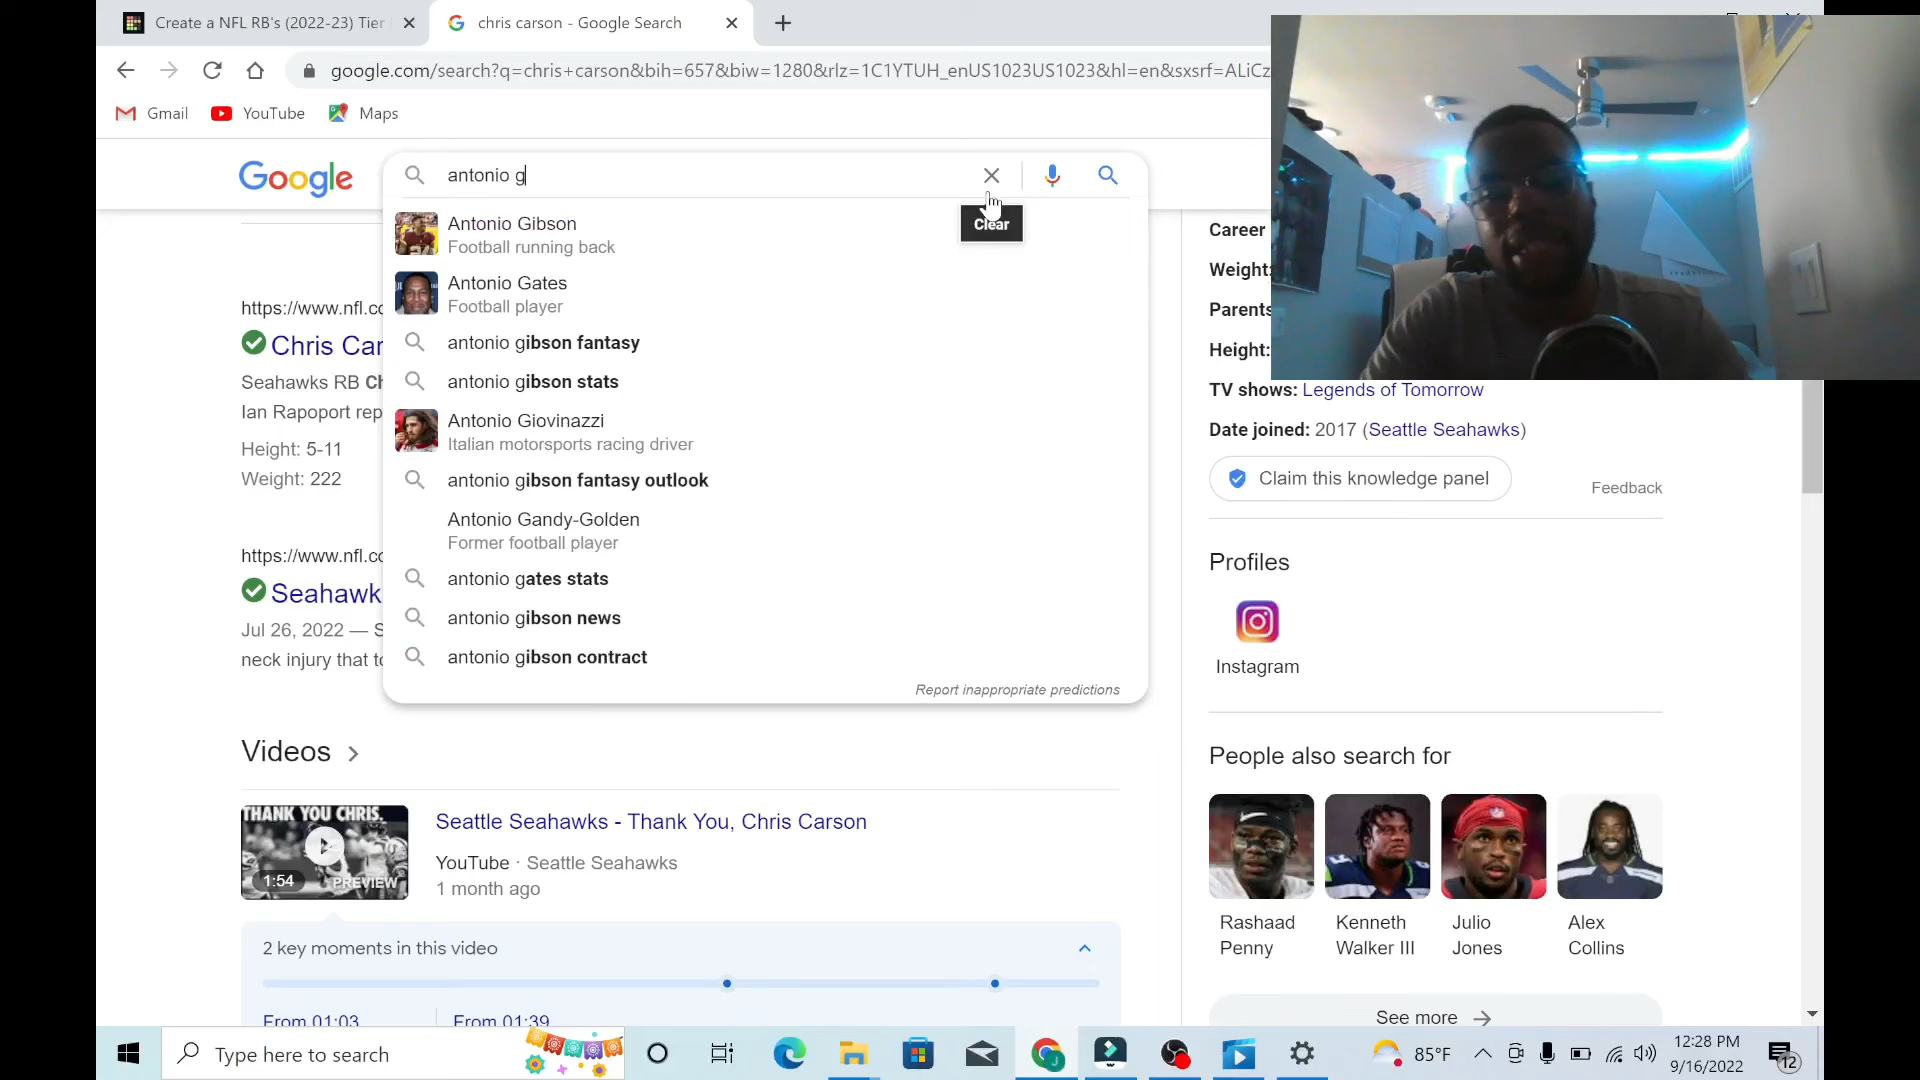 Create a NFL RB's (2022-23) Tier
chris carson - Google Search
google.com/search?q=chris+carson&bih=657&biw=1280&rlz=1C1YTUH_enUS1023US1023&hl=en&sxsrf=ALiCz
Gmail
YouTube
Maps
Google
antonio g
Clear
Antonio Gibson
Football running back
Antonio Gates
Football player
antonio gibson fantasy
antonio gibson stats
Antonio Giovinazzi
Italian motorsports racing driver
antonio gibson fantasy outlook
Antonio Gandy-Golden
Former football player
antonio gates stats
antonio gibson news
antonio gibson contract
Report inappropriate predictions
https://www.nfl.cc
Chris Car
Seahawks RB Ch
Ian Rapoport rep
Height: 5-11
Weight: 222
https://www.nfl.cc
Seahawk
Jul 26, 2022 — S
neck injury that to
Videos
THANK YOU CHRIS.
1:54
PREVIEW
Seattle Seahawks - Thank You, Chris Carson
YouTube · Seattle Seahawks
1 month ago
2 key moments in this video
From 01:03
From 01:39
Career
Weight:
Parents
Height:
TV shows: Legends of Tomorrow
Date joined: 2017 (Seattle Seahawks)
Claim this knowledge panel
Feedback
Profiles
Instagram
People also search for
Rashaad
Penny
Kenneth
Walker III
Julio
Jones
Alex
Collins
See more
Type here to search
85°F
12:28 PM
9/16/2022
12